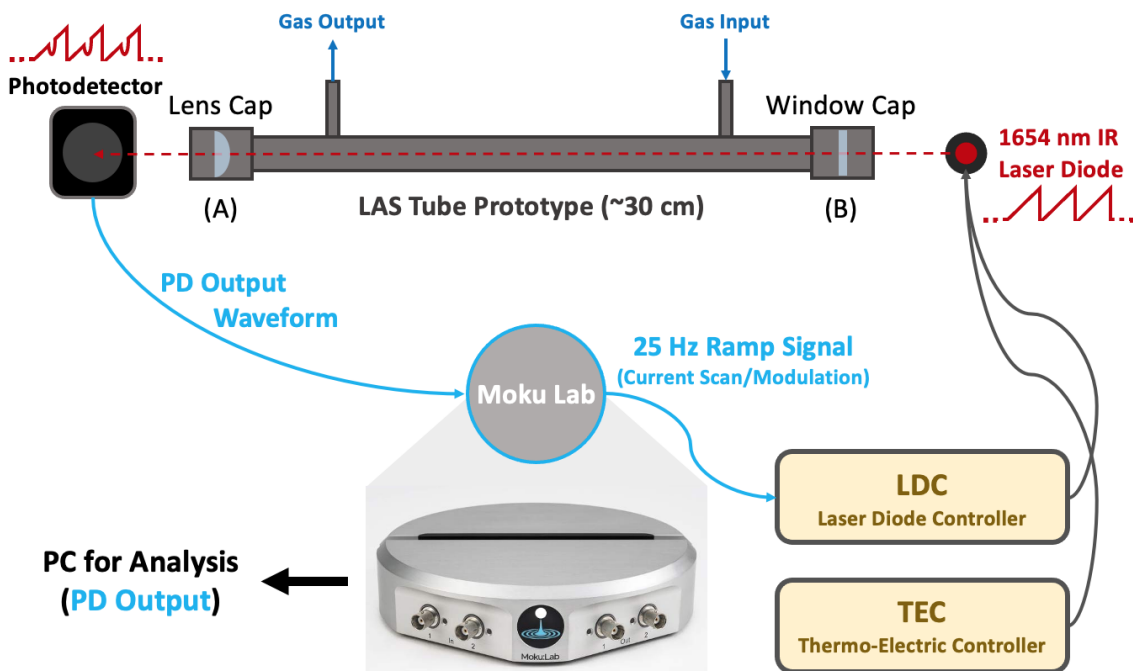 Gas Output
Gas Input
Photodetector
Lens Cap
Window Cap
1654 nm IR
Laser Diode
(A)
LAS Tube Prototype (~30 cm)
(B)
PD Output
Waveform
25 Hz Ramp Signal
(Current Scan/Modulation)
Moku Lab
LDC
Laser Diode Controller
PC for Analysis
(PD Output)
TEC
Thermo-Electric Controller
1 In 2
1 Out 2
Moku:Lab